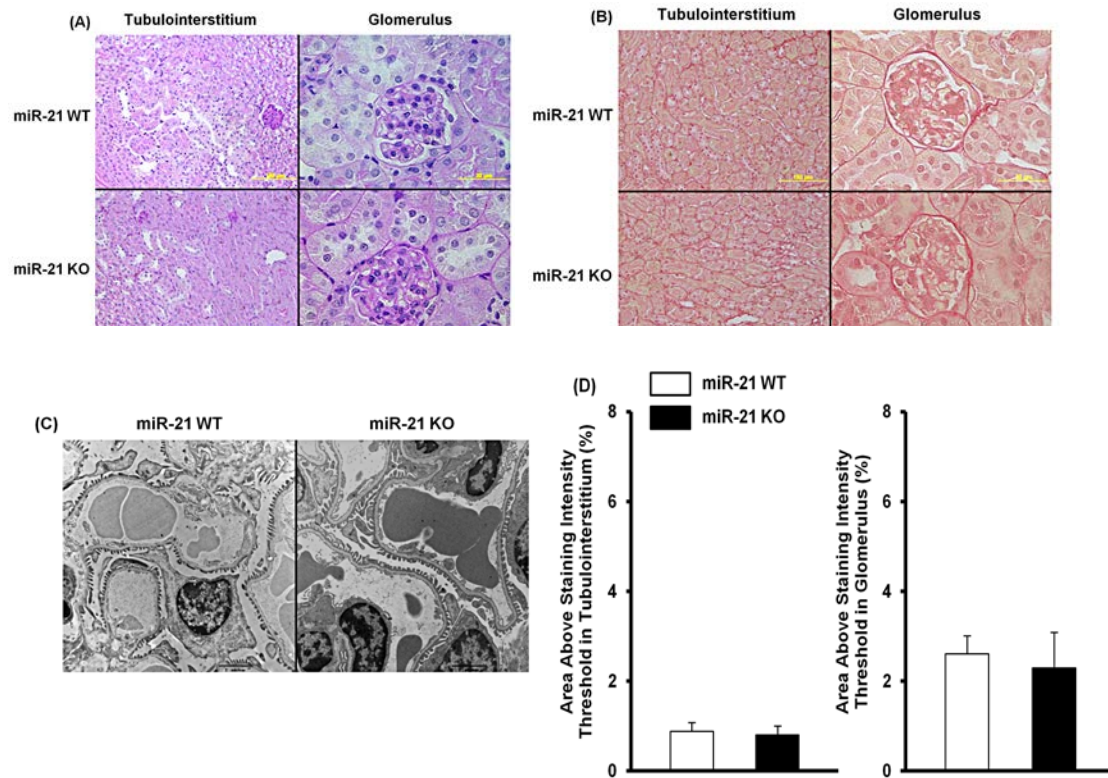 (A)
Tubulointerstitium Glomerulus
miR-21 WT
miR-21 KO
(B)
Tubulointerstitium Glomerulus
miR-21 WT
miR-21 KO
(C)
miR-21 WT miR-21 KO
(D)
miR-21 WT
miR-21 KO
Area Above Staining Intensity
Threshold in Tubulointerstitium (%)
8
6
4
2
0
Area Above Staining Intensity
Threshold in Glomerulus (%)
8
6
4
2
0